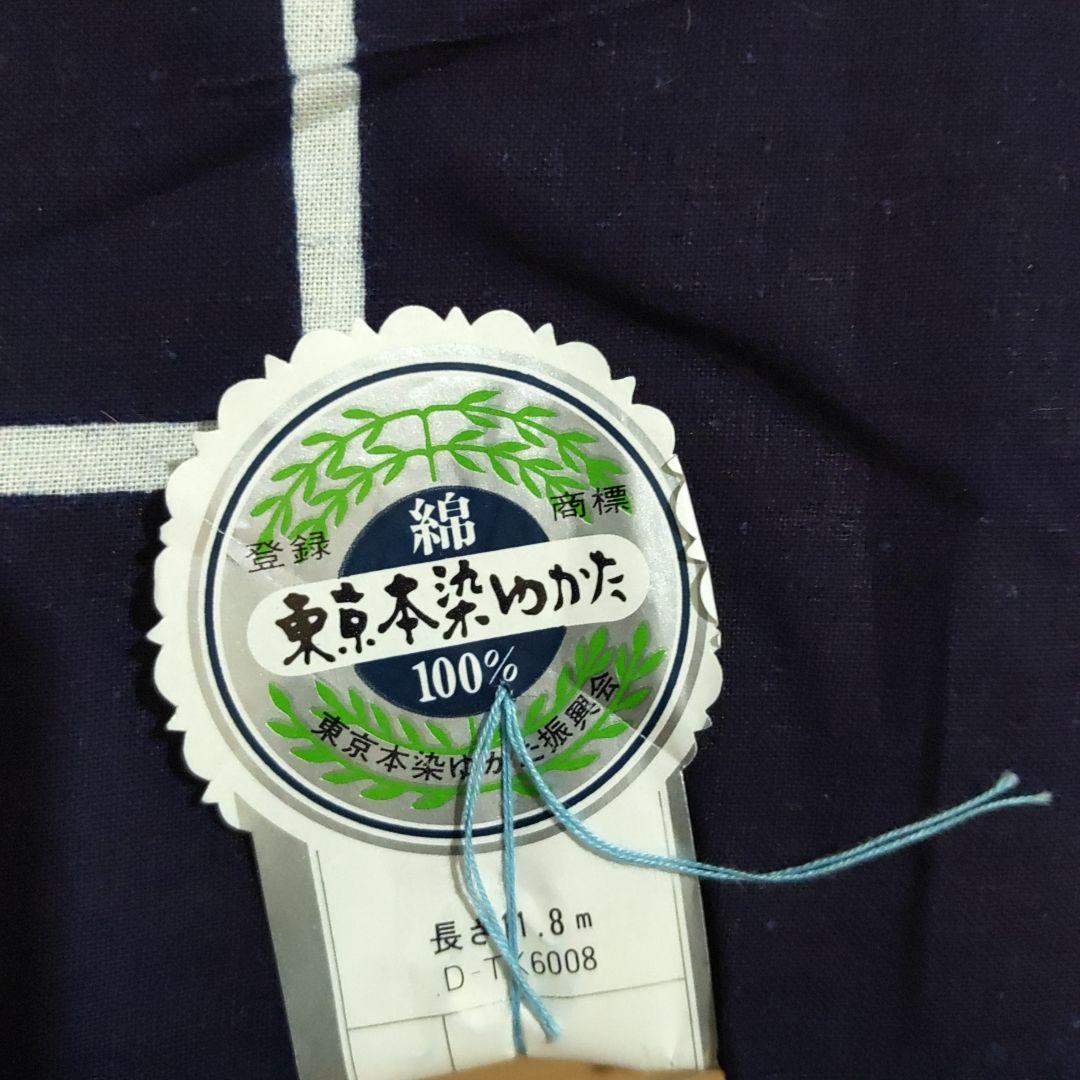 登録 商標
綿
東京本染ゆかた
100%
東京本染ゆかた振興会
長さ11.8m
D-TK6008